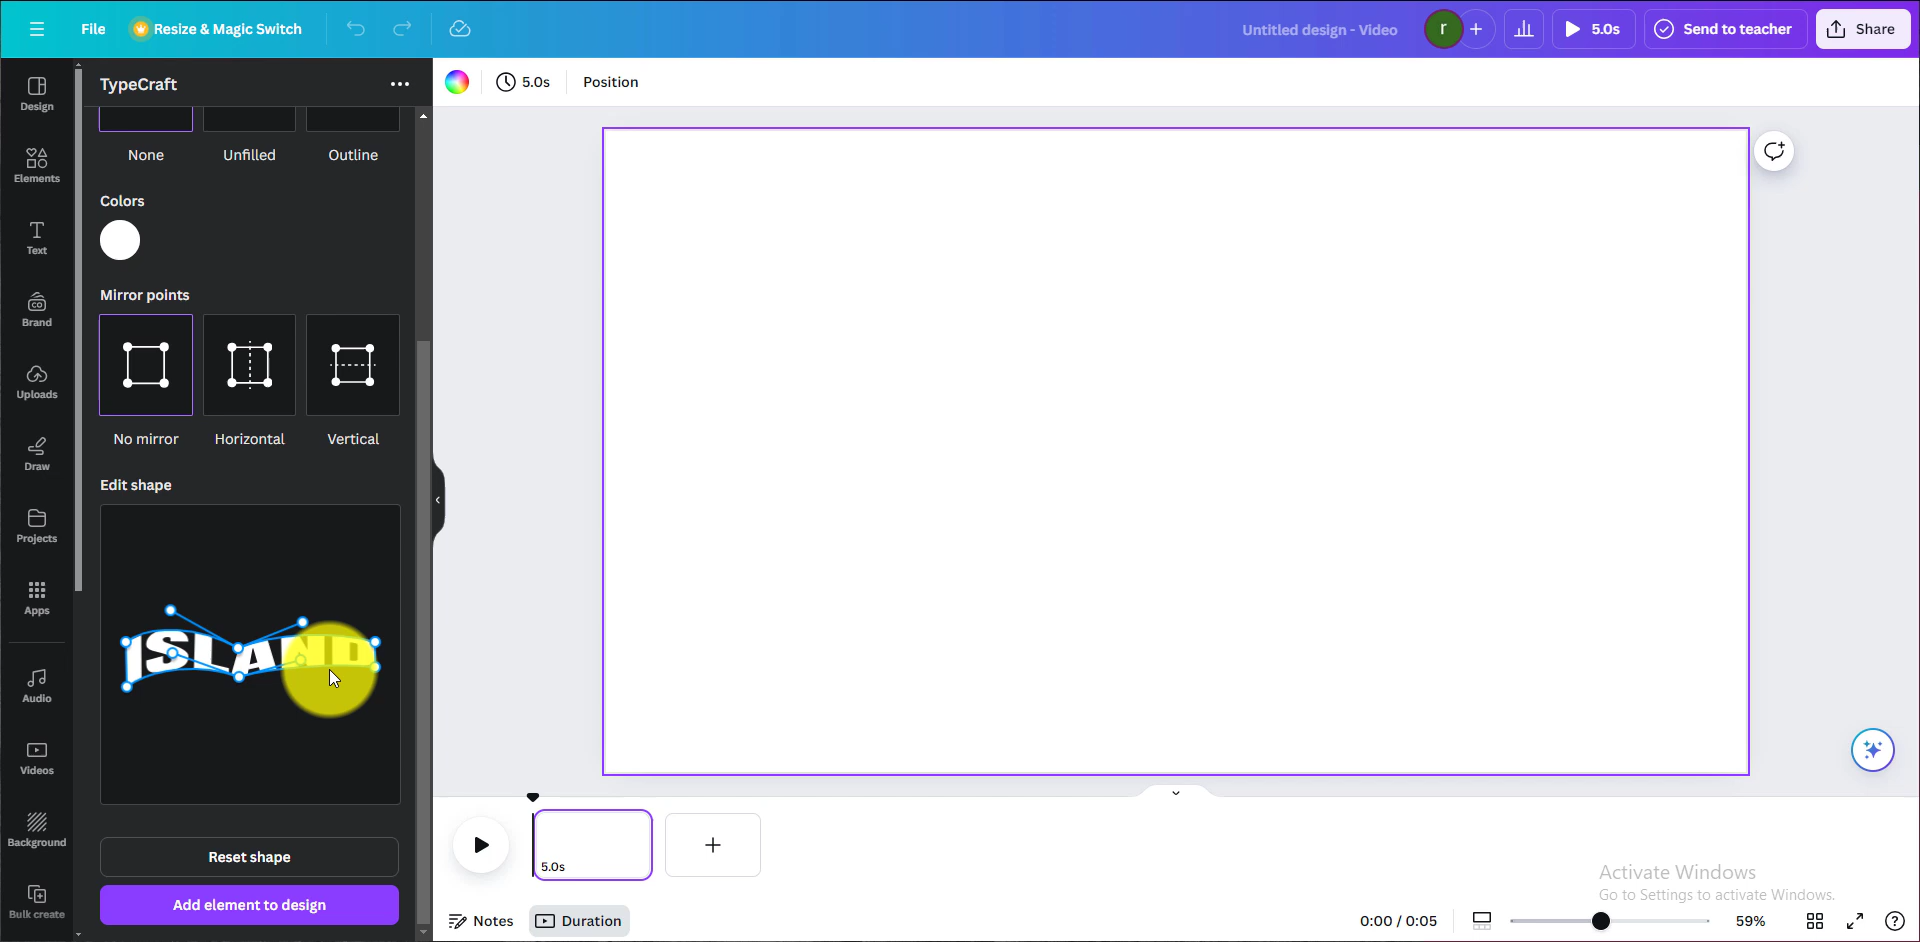 File
Resize & Magic Switch
Untitled design - Video
r
5.0s
Send to teacher
Share
Design
Elements
Text
Brand
CO
Uploads
Draw
Projects
Apps
Audio
Videos
Background
Bulk create
TypeCraft
None
Unfilled
Outline
Colors
Mirror points
No mirror
Horizontal
Vertical
Edit shape
ISLAND
Reset shape
Add element to design
5.0s
Position
5.0s
Activate Windows
Go to Settings to activate Windows.
Notes
Duration
0:00 / 0:05
59%